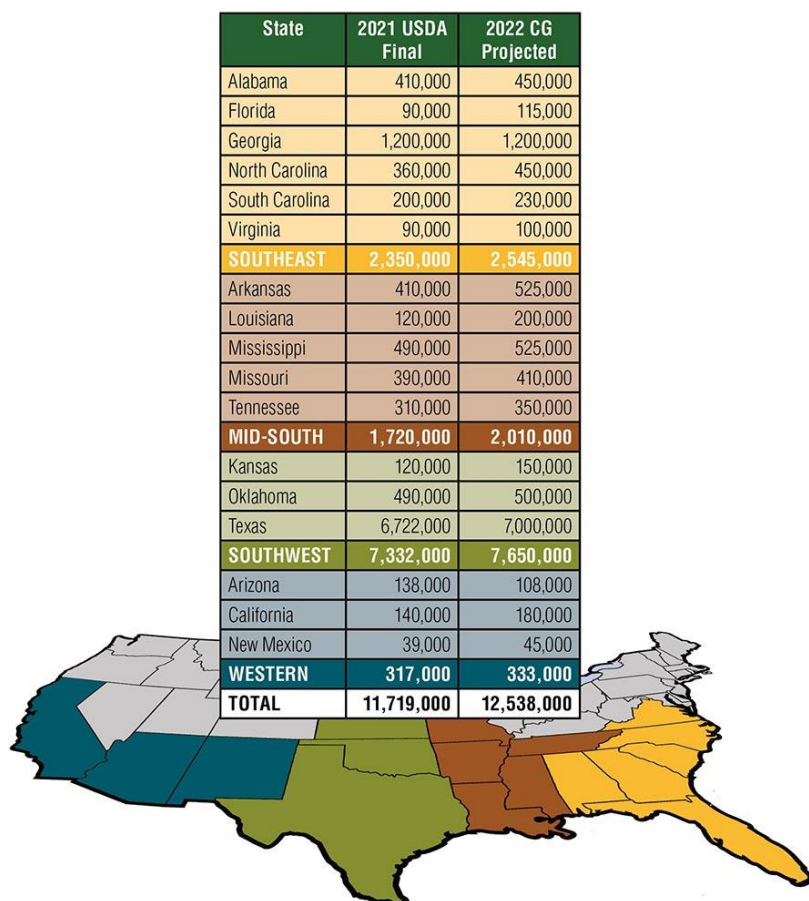 State 2021 USDA Final 2022 CG Projected
Alabama 410,000 450,000
Florida 90,000 115,000
Georgia 1,200,000 1,200,000
North Carolina 360,000 450,000
South Carolina 200,000 230,000
Virginia 90,000 100,000
SOUTHEAST 2,350,000 2,545,000
Arkansas 410,000 525,000
Louisiana 120,000 200,000
Mississippi 490,000 525,000
Missouri 390,000 410,000
Tennessee 310,000 350,000
MID-SOUTH 1,720,000 2,010,000
Kansas 120,000 150,000
Oklahoma 490,000 500,000
Texas 6,722,000 7,000,000
SOUTHWEST 7,332,000 7,650,000
Arizona 138,000 108,000
California 140,000 180,000
New Mexico 39,000 45,000
WESTERN 317,000 333,000
TOTAL 11,719,000 12,538,000